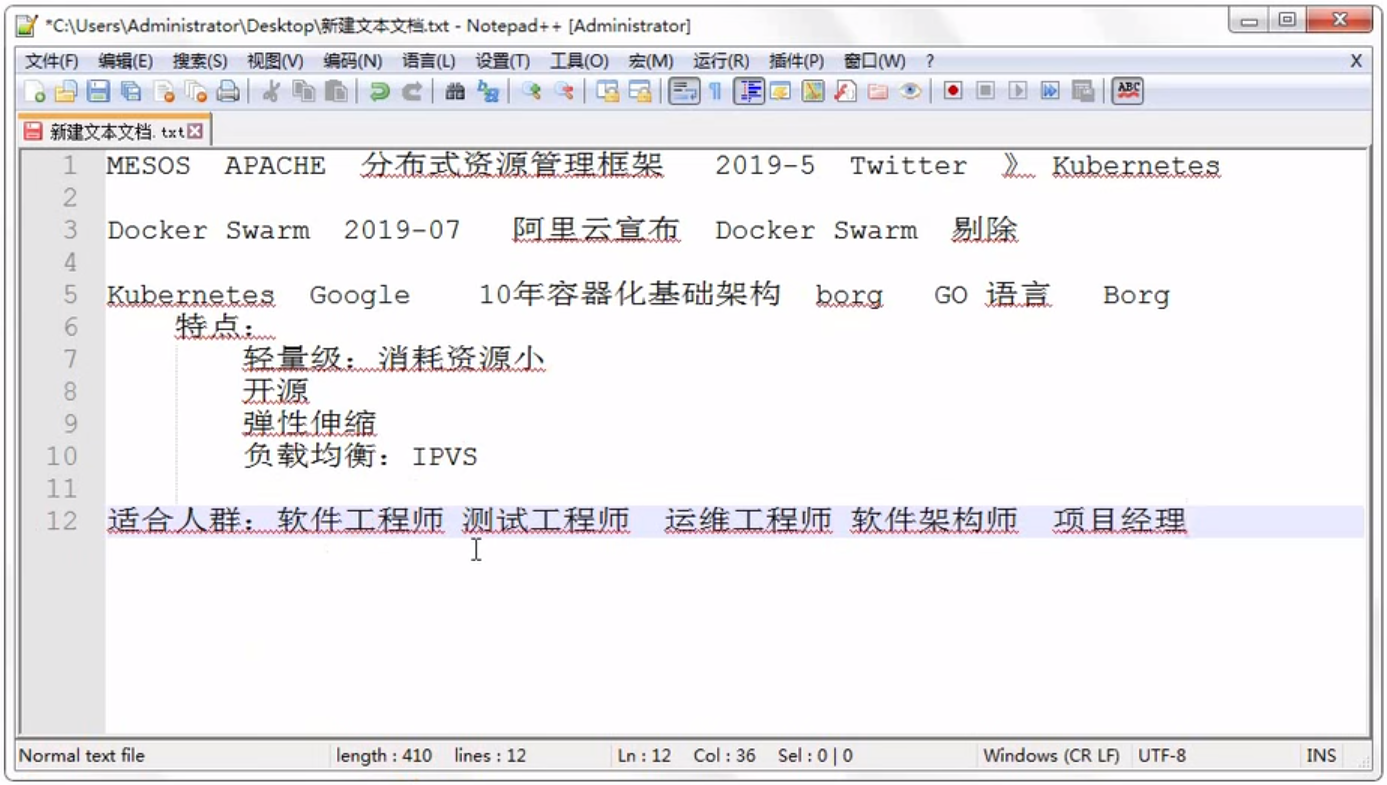 *C:\Users\Administrator\Desktop\新建文本文档.txt - Notepad++ [Administrator]
文件(F) 编辑(E) 搜索(S) 视图(V) 编码(N) 语言(L) 设置(T) 工具(O) 宏(M) 运行(R) 插件(P) 窗口(W) ? X
ABC
新建文本文档.txt
1 MESOS APACHE 分布式资源管理框架 2019-5 Twitter 》 Kubernetes
2
3 Docker Swarm 2019-07 阿里云宣布 Docker Swarm 剔除
4
5 Kubernetes Google 10年容器化基础架构 borg GO 语言 Borg
6 特点：
7 轻量级：消耗资源小
8 开源
9 弹性伸缩
10 负载均衡：IPVS
11
12 适合人群：软件工程师 测试工程师 运维工程师 软件架构师 项目经理
Normal text file length : 410 lines : 12 Ln : 12 Col : 36 Sel : 0 | 0 Windows (CR LF) UTF-8 INS